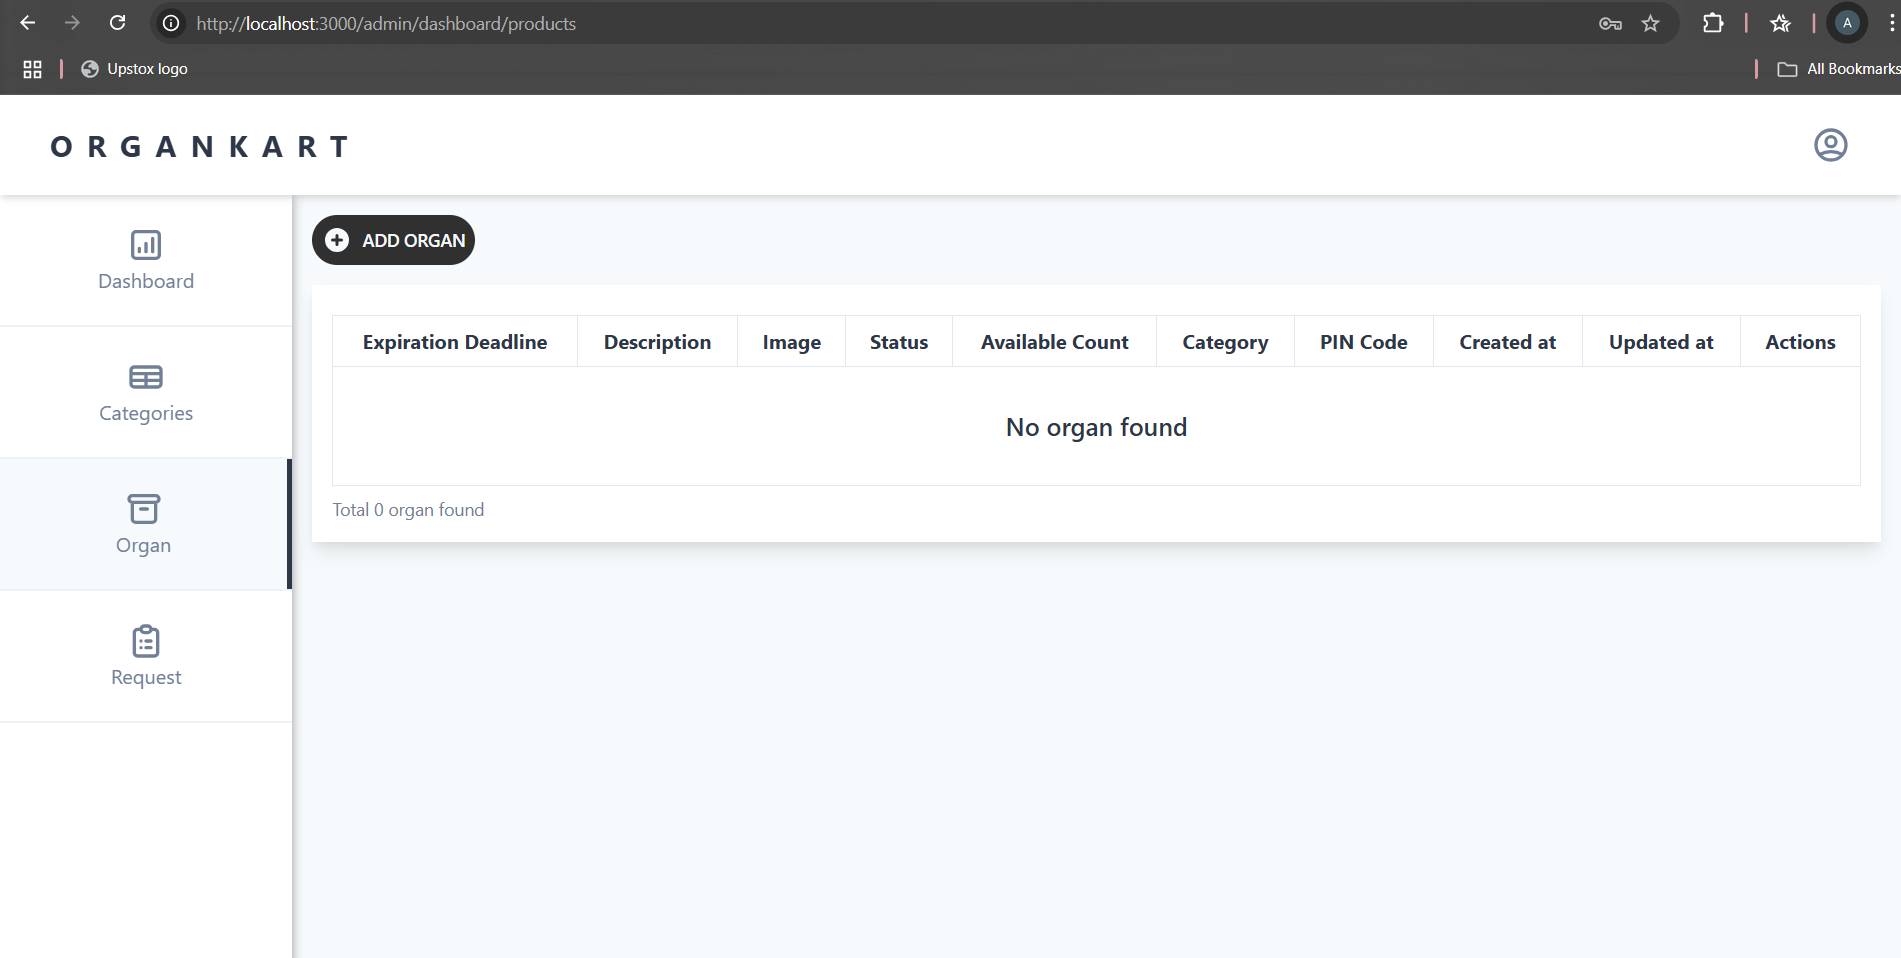 http://localhost:3000/admin/dashboard/products
A
Upstox logo
All Bookmarks
ORGANKART
Dashboard
Categories
Organ
Request
ADD ORGAN
Expiration Deadline Description Image Status Available Count Category PIN Code Created at Updated at Actions
No organ found
Total 0 organ found